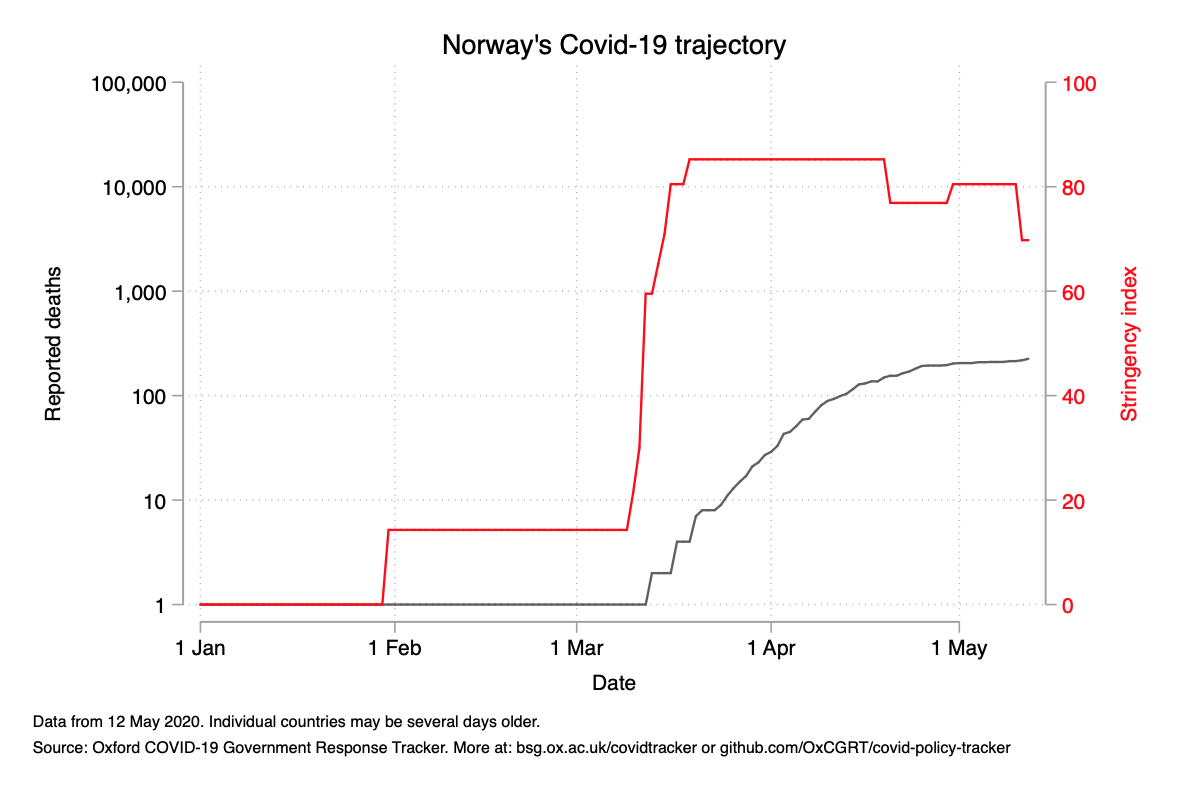 Norway's Covid-19 trajectory
100,000
10,000
1,000
100
10
1
Reported deaths
100
80
60
40
20
0
Stringency index
1 Jan
1 Feb
1 Mar
1 Apr
1 May
Date
Data from 12 May 2020. Individual countries may be several days older.
Source: Oxford COVID-19 Government Response Tracker. More at: bsg.ox.ac.uk/covidtracker or github.com/OxCGRT/covid-policy-tracker